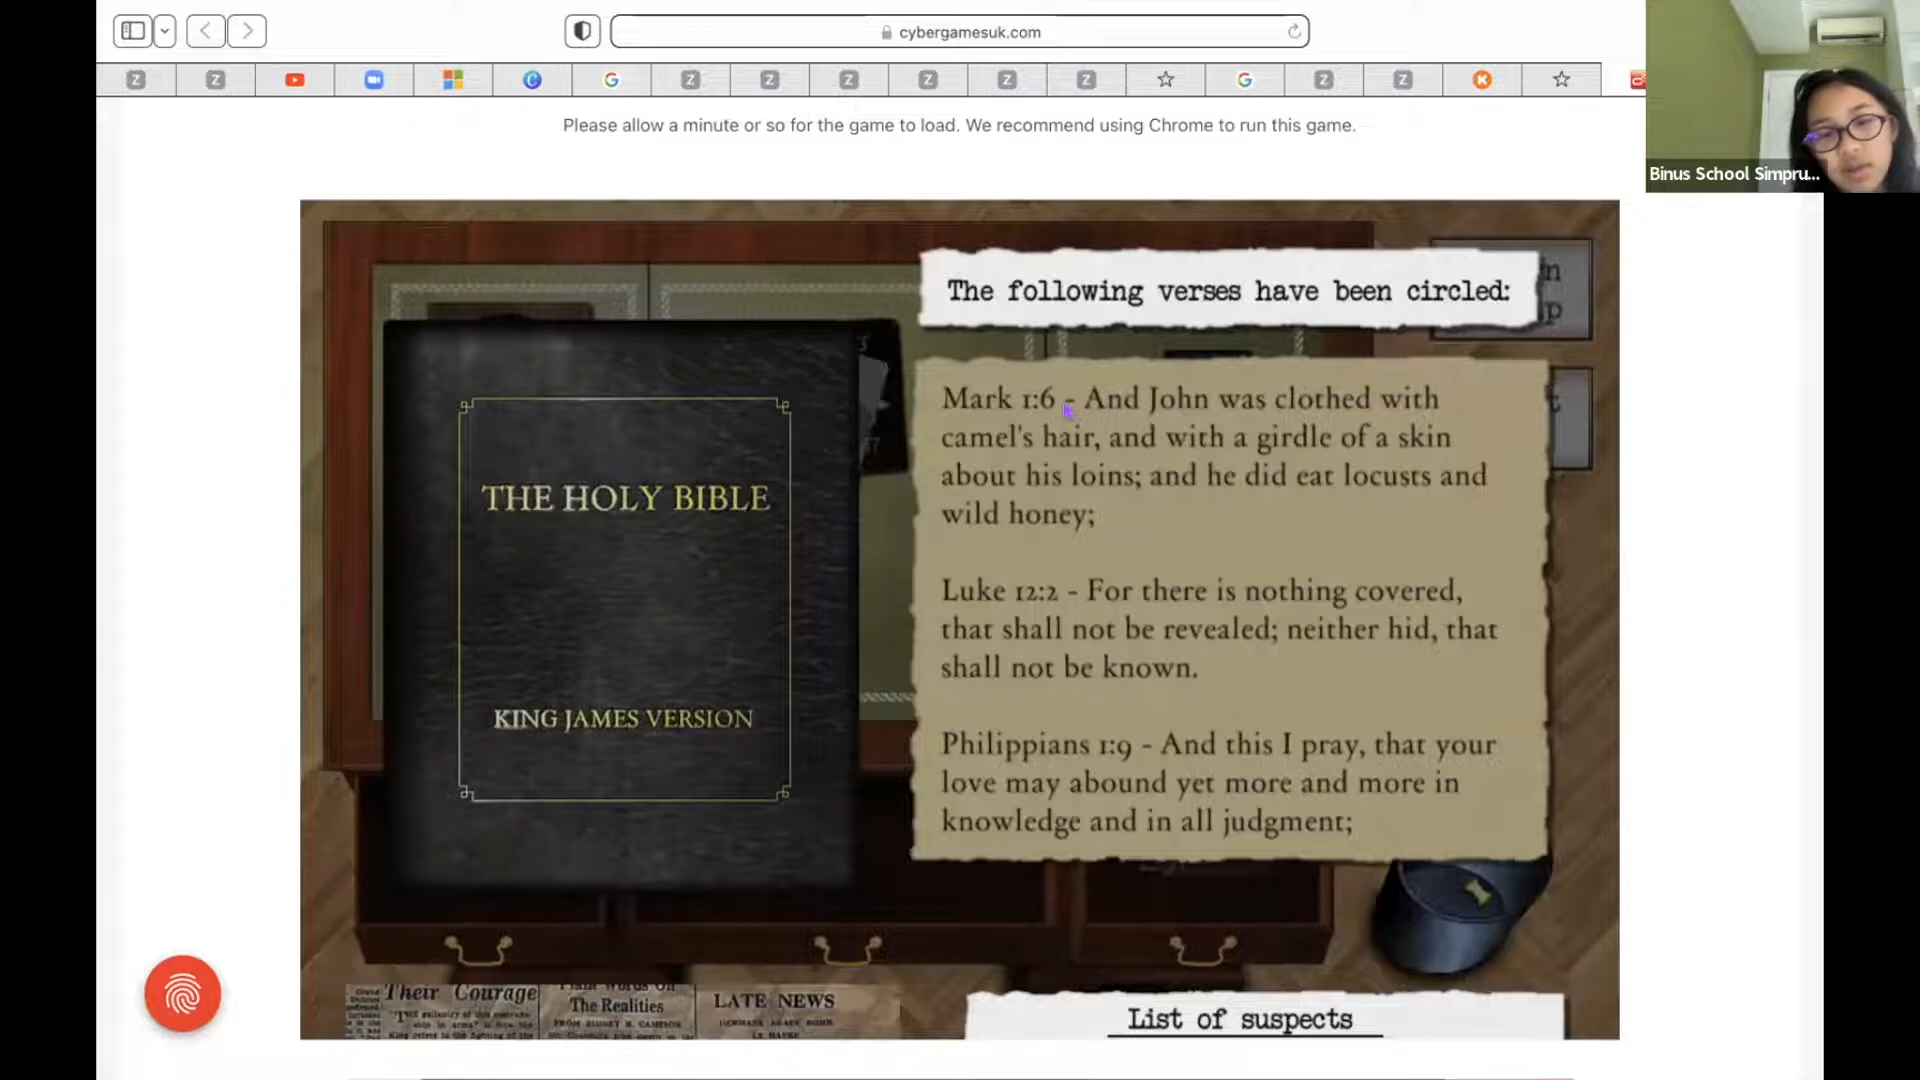 cybergamesuk.com
Please allow a minute or so for the game to load. We recommend using Chrome to run this game.
Binus School Simpru...
The following verses have been circled:
Mark 1:6 - And John was clothed with
camel's hair, and with a girdle of a skin
about his loins; and he did eat locusts and
wild honey;
Luke 12:2 - For there is nothing covered,
that shall not be revealed; neither hid, that
shall not be known.
Philippians 1:9 - And this I pray, that your
love may abound yet more and more in
knowledge and in all judgment;
THE HOLY BIBLE
KING JAMES VERSION
Their Courage
The Realities
LATE NEWS
List of suspects